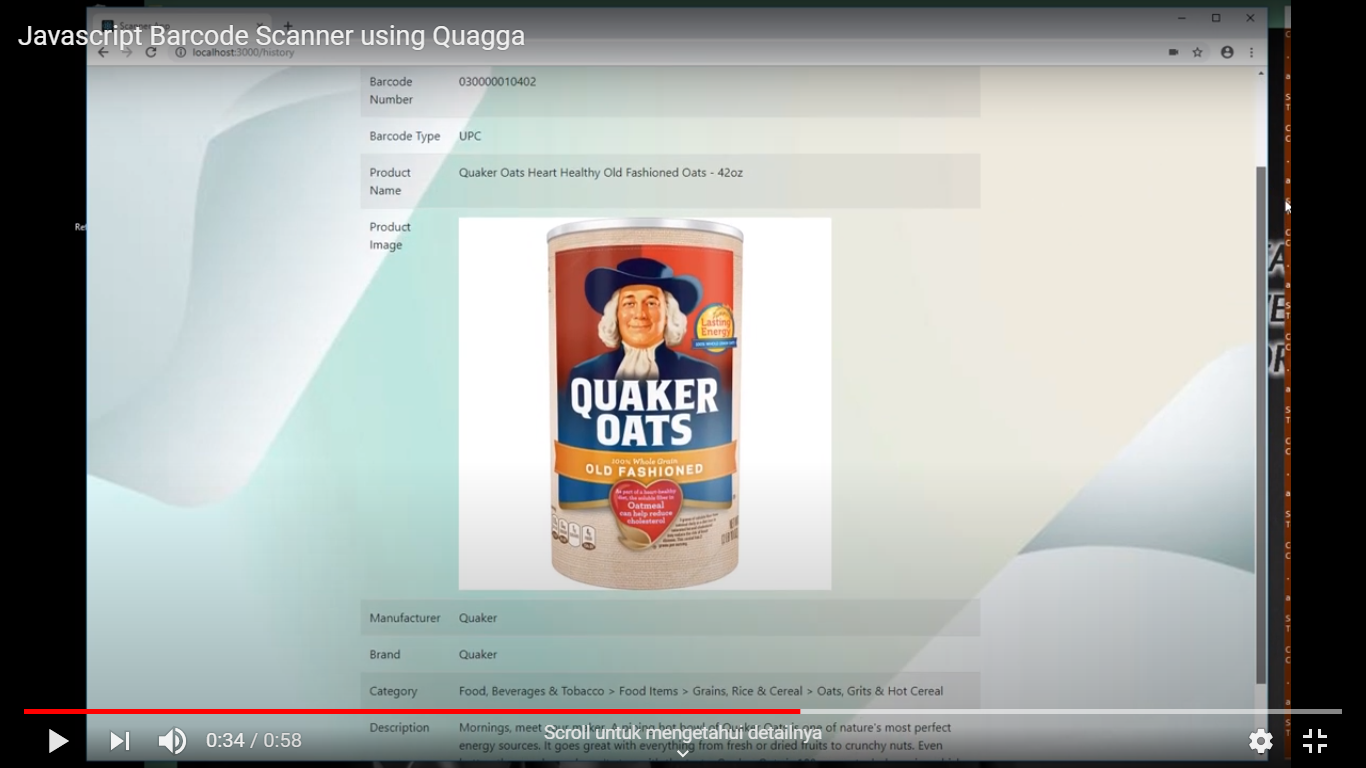 Javascript Barcode Scanner using Quagga
localhost:3000/history
Barcode Number 030000010402
Barcode Type UPC
Product Name Quaker Oats Heart Healthy Old Fashioned Oats - 42oz
Product Image
Lasting
Energy
QUAKER
OATS
100% Whole Grain
OLD FASHIONED
Oatmeal
can help reduce
cholesterol
Manufacturer Quaker
Brand Quaker
Category Food, Beverages & Tobacco > Food Items > Grains, Rice & Cereal > Oats, Grits & Hot Cereal
Description Mornings, meet your maker. A piping hot bowl of Quaker Oats is one of nature's most perfect
energy sources. It goes great with everything from fresh or dried fruits to crunchy nuts. Even
Scroll untuk mengetahui detailnya
0:34 / 0:58